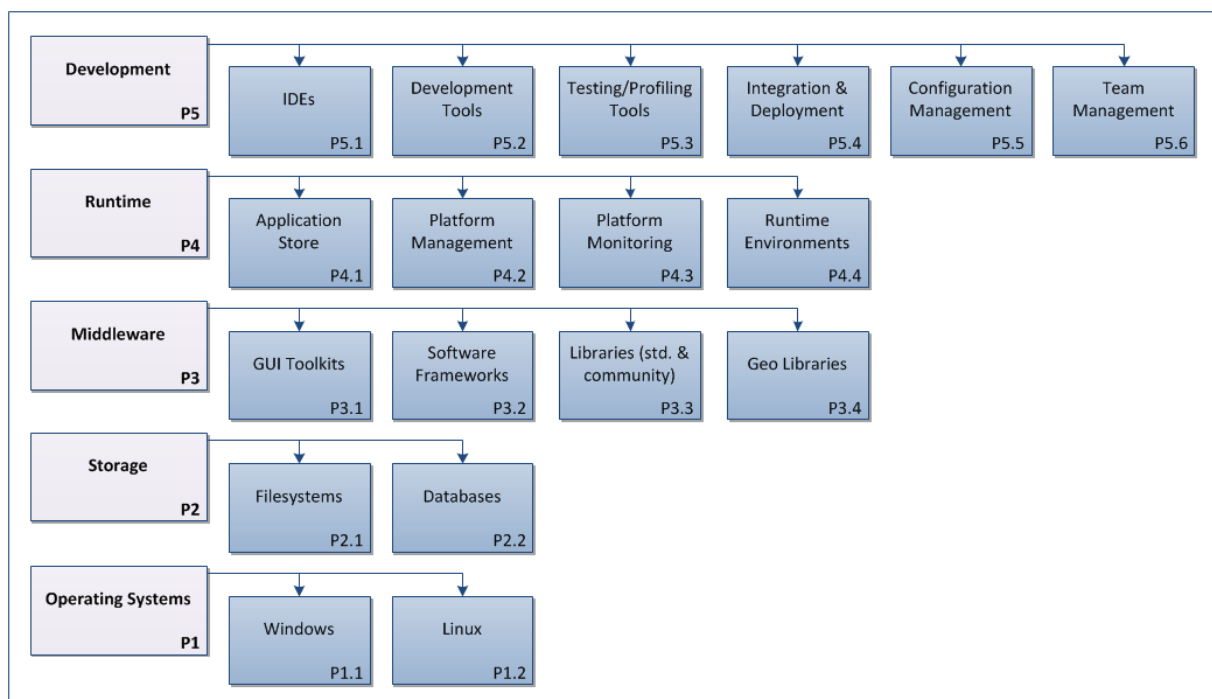 Development
P5
IDEs
P5.1
Development
Tools
P5.2
Testing/Profiling
Tools
P5.3
Integration &
Deployment
P5.4
Configuration
Management
P5.5
Team
Management
P5.6
Runtime
P4
Application
Store
P4.1
Platform
Management
P4.2
Platform
Monitoring
P4.3
Runtime
Environments
P4.4
Middleware
P3
GUI Toolkits
P3.1
Software
Frameworks
P3.2
Libraries (std. &
community)
P3.3
Geo Libraries
P3.4
Storage
P2
Filesystems
P2.1
Databases
P2.2
Operating Systems
P1
Windows
P1.1
Linux
P1.2